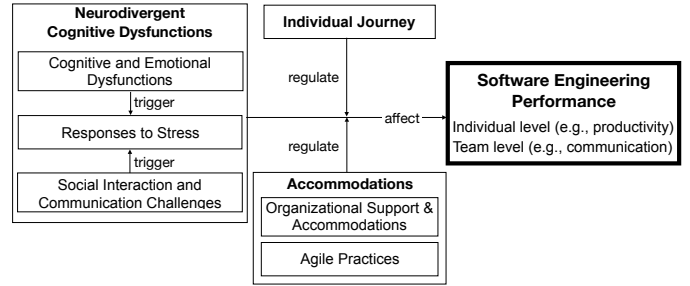 Neurodivergent
Cognitive Dysfunctions
Cognitive and Emotional
Dysfunctions
trigger
Responses to Stress
trigger
Social Interaction and
Communication Challenges
Individual Journey
regulate
affect
regulate
Accommodations
Organizational Support &
Accommodations
Agile Practices
Software Engineering
Performance
Individual level (e.g., productivity)
Team level (e.g., communication)